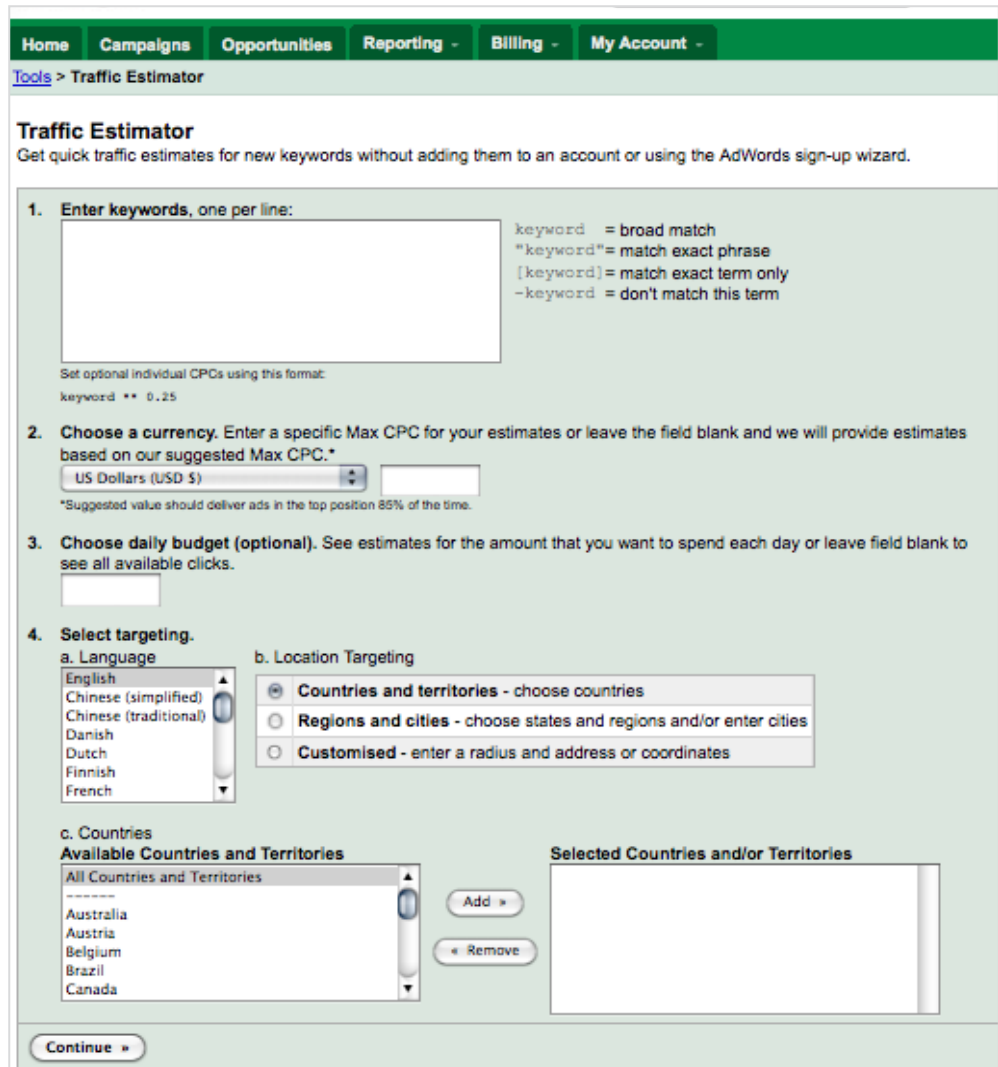 Home Campaigns Opportunities Reporting - Billing - My Account -
Tools > Traffic Estimator
Traffic Estimator
Get quick traffic estimates for new keywords without adding them to an account or using the AdWords sign-up wizard.
1. Enter keywords, one per line:
keyword = broad match
"keyword"= match exact phrase
[keyword]= match exact term only
-keyword = don't match this term
Set optional individual CPCs using this format:
keyword ** 0.25
2. Choose a currency. Enter a specific Max CPC for your estimates or leave the field blank and we will provide estimates
based on our suggested Max CPC.*
US Dollars (USD $)
*Suggested value should deliver ads in the top position 85% of the time.
3. Choose daily budget (optional). See estimates for the amount that you want to spend each day or leave field blank to
see all available clicks.
4. Select targeting.
a. Language
English
Chinese (simplified)
Chinese (traditional)
Danish
Dutch
Finnish
French
b. Location Targeting
Countries and territories - choose countries
Regions and cities - choose states and regions and/or enter cities
Customised - enter a radius and address or coordinates
c. Countries
Available Countries and Territories
All Countries and Territories
------
Australia
Austria
Belgium
Brazil
Canada
Add »
« Remove
Selected Countries and/or Territories
Continue »